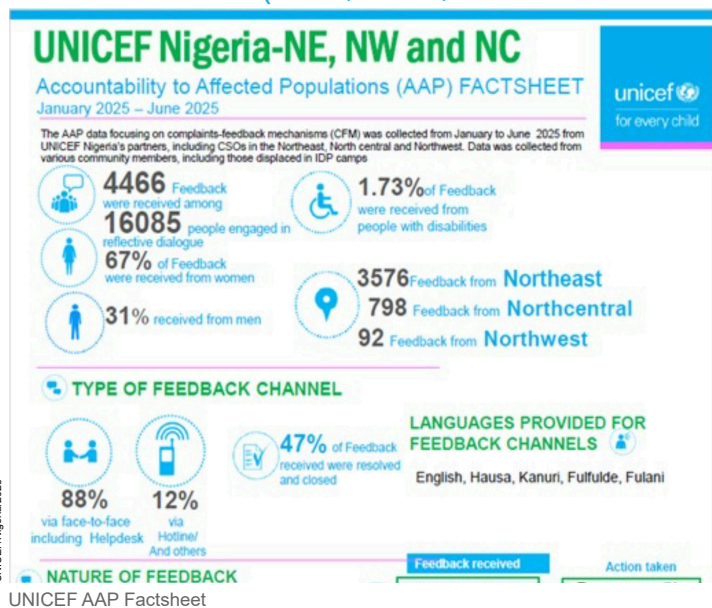 UNICEF Nigeria-NE, NW and NC
Accountability to Affected Populations (AAP) FACTSHEET
January 2025 – June 2025
unicef
for every child
The AAP data focusing on complaints-feedback mechanisms (CFM) was collected from January to June 2025 from
UNICEF Nigeria's partners, including CSOs in the Northeast, North central and Northwest. Data was collected from
various community members, including those displaced in IDP camps
4466 Feedback
were received among
16085 people engaged in
reflective dialogue
67% of Feedback
were received from women
31% received from men
1.73% of Feedback
were received from
people with disabilities
3576 Feedback from Northeast
798 Feedback from Northcentral
92 Feedback from Northwest
TYPE OF FEEDBACK CHANNEL
88%
via face-to-face
including Helpdesk
12%
via
Hotline/
And others
47% of Feedback
received were resolved
and closed
LANGUAGES PROVIDED FOR
FEEDBACK CHANNELS
English, Hausa, Kanuri, Fulfulde, Fulani
NATURE OF FEEDBACK
Feedback received
Action taken
UNICEF AAP Factsheet